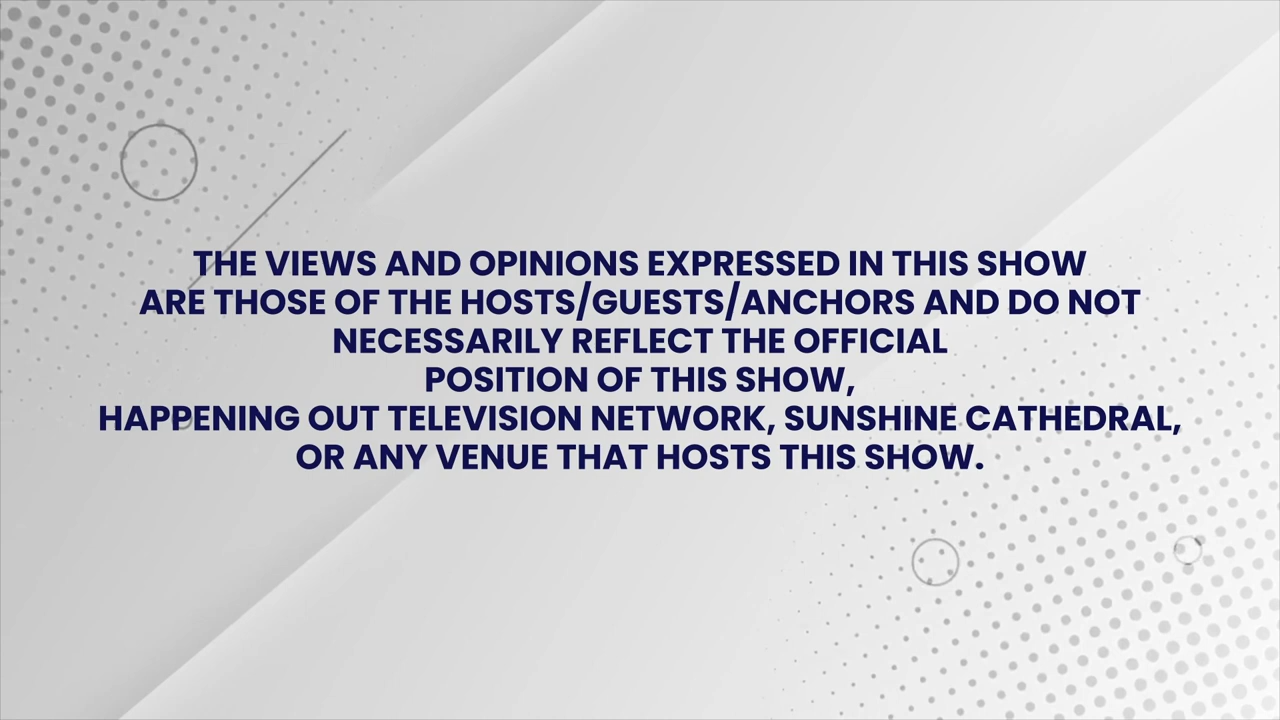 THE VIEWS AND OPINIONS EXPRESSED IN THIS SHOW
ARE THOSE OF THE HOSTS/GUESTS/ANCHORS AND DO NOT
NECESSARILY REFLECT THE OFFICIAL
POSITION OF THIS SHOW,
HAPPENING OUT TELEVISION NETWORK, SUNSHINE CATHEDRAL,
OR ANY VENUE THAT HOSTS THIS SHOW.